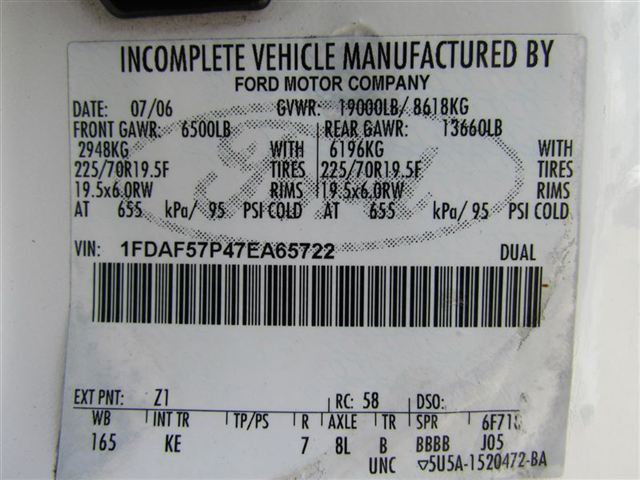 INCOMPLETE VEHICLE MANUFACTURED BY
FORD MOTOR COMPANY
DATE: 07/06 GVWR: 19000LB/ 8618KG
FRONT GAWR: 6500LB REAR GAWR: 13660LB
2948KG WITH 6196KG WITH
225/70R19.5F TIRES 225/70R19.5F TIRES
19.5x6.0RW RIMS 19.5x6.0RW RIMS
AT 655 kPa/ 95 PSI COLD AT 655 kPa/ 95 PSI COLD
VIN: 1FDAF57P47EA65722 DUAL
EXT PNT: Z1 RC: 58 DSO:
WB INT TR TP/PS R AXLE TR SPR
165 KE 7 8L B BBBB J05
UNC ▽5U5A-1520472-BA